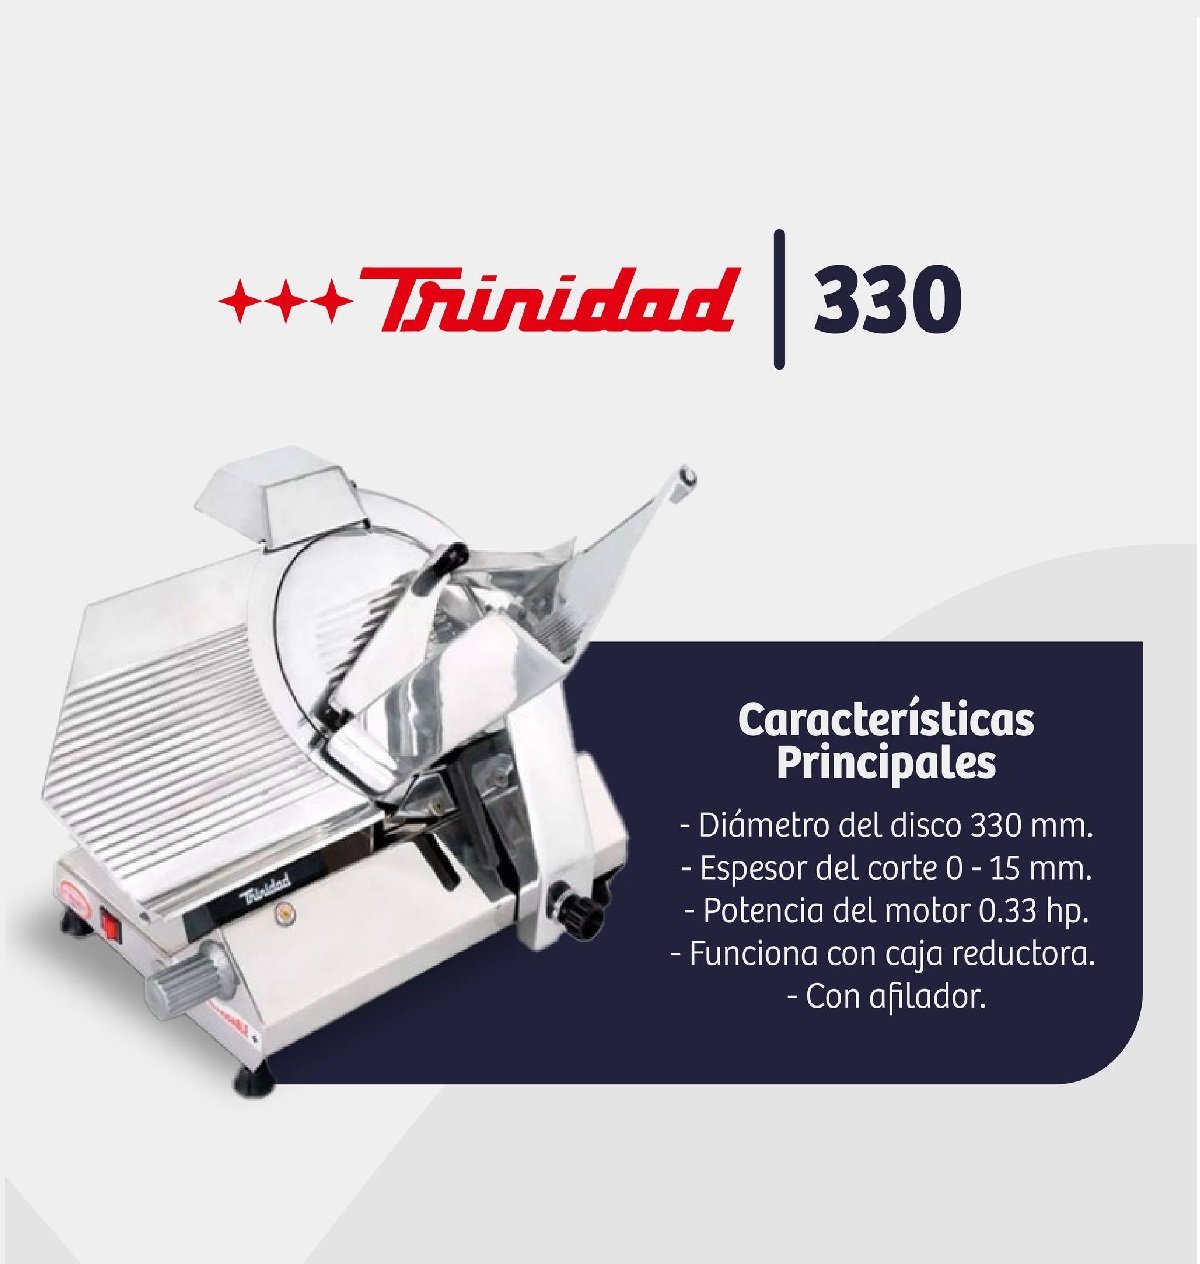 Trinidad 330
Características
Principales
- Diámetro del disco 330 mm.
- Espesor del corte 0 - 15 mm.
- Potencia del motor 0.33 hp.
- Funciona con caja reductora.
- Con afilador.
Trinidad